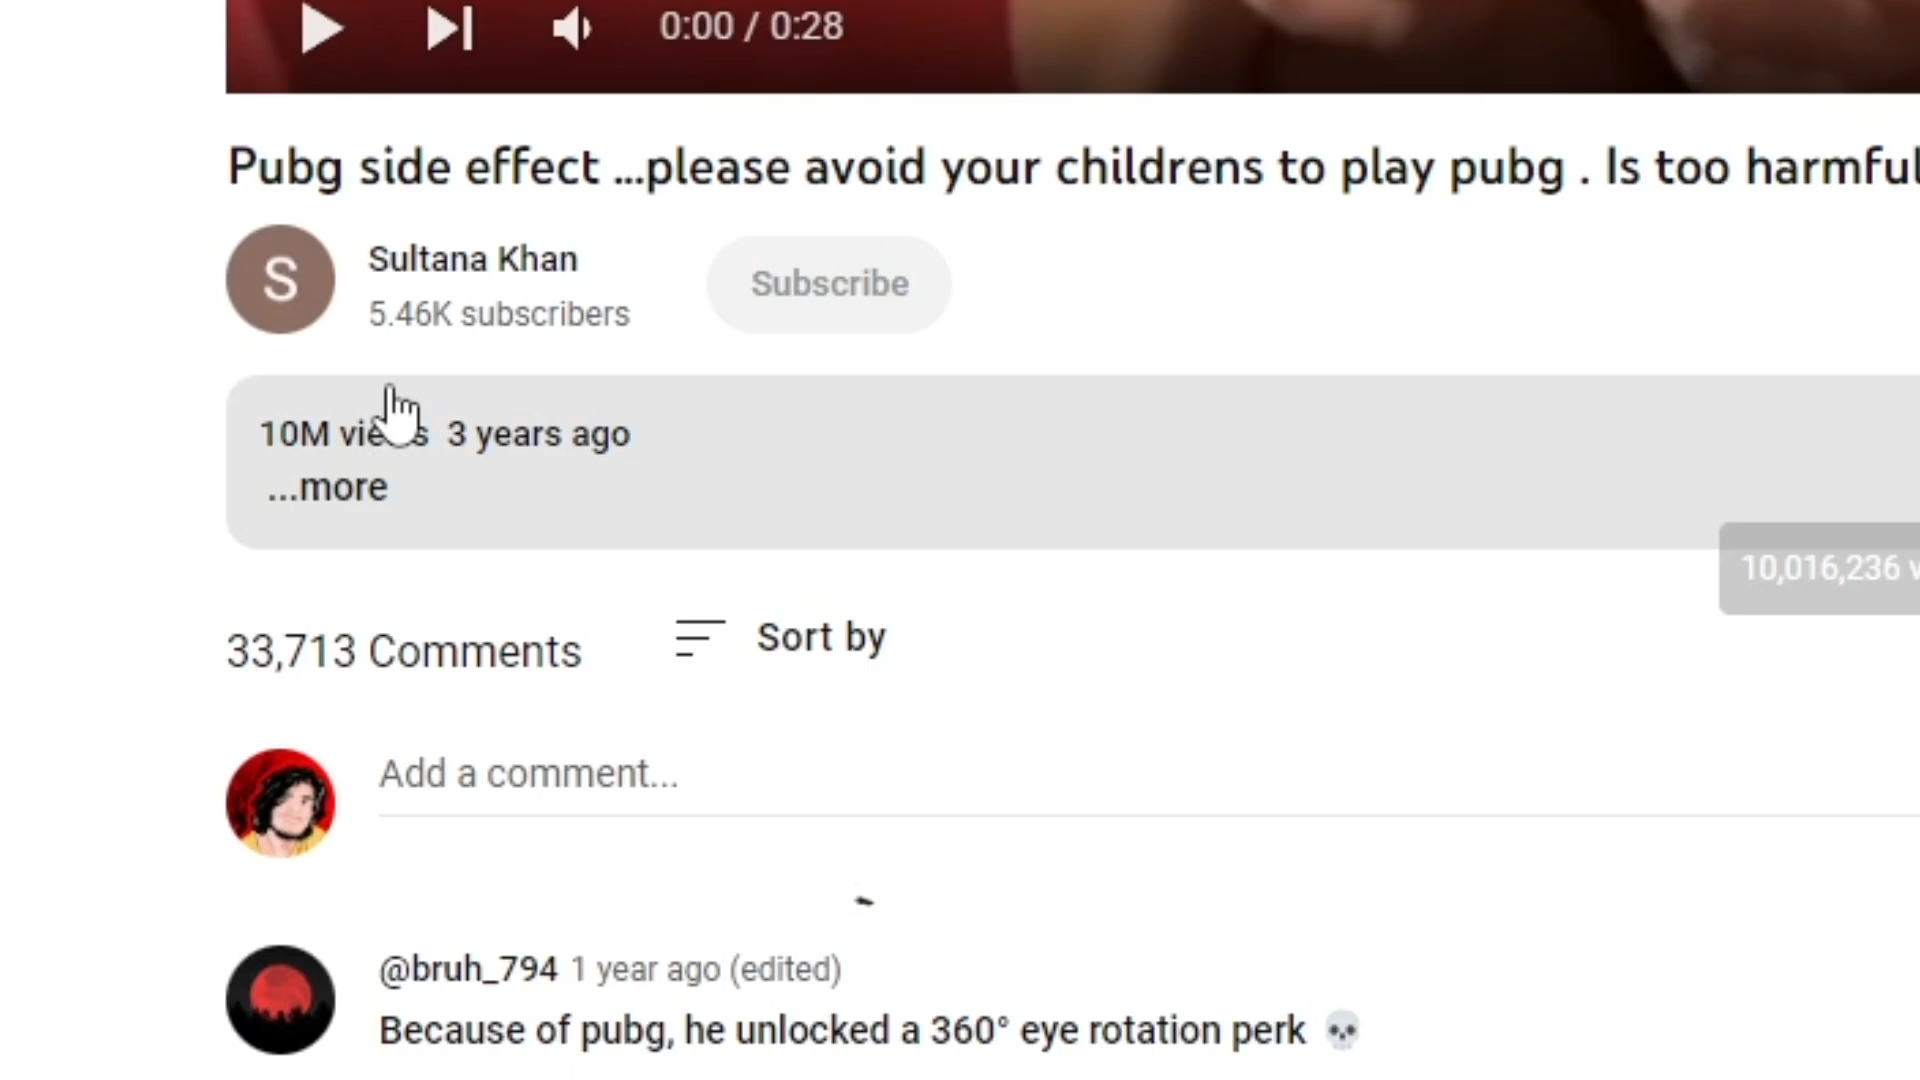 0:00 / 0:28
Pubg side effect ...please avoid your childrens to play pubg . Is too harmful
S
Sultana Khan
5.46K subscribers
Subscribe
10M views 3 years ago
...more
10,016,236
33,713 Comments
Sort by
Add a comment...
@bruh_794 1 year ago (edited)
Because of pubg, he unlocked a 360° eye rotation perk 💀